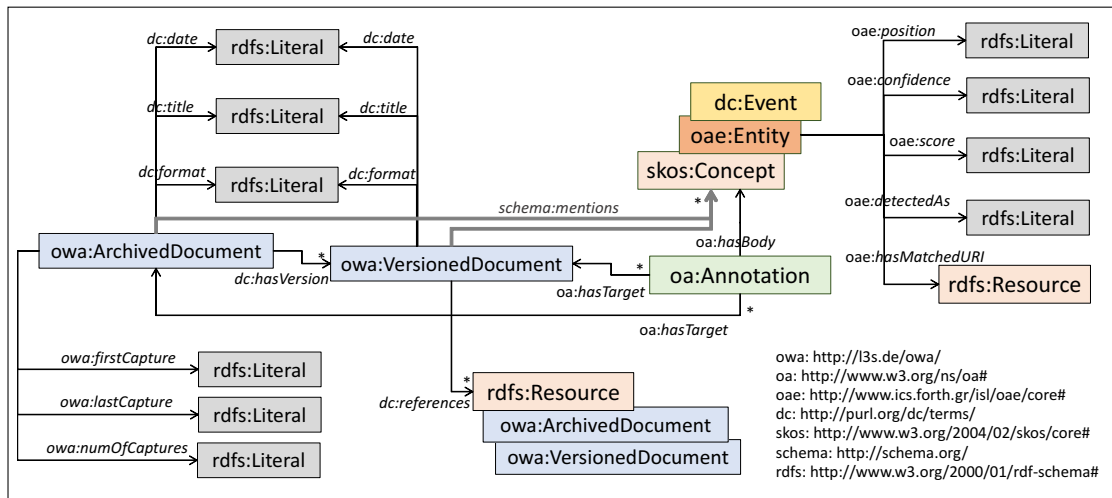 dc:date
rdfs:Literal
dc:date
dc:title
rdfs:Literal
dc:title
dc:format
rdfs:Literal
dc:format
dc:Event
oae:Entity
skos:Concept
oae:position
rdfs:Literal
oae:confidence
rdfs:Literal
oae:score
rdfs:Literal
oae:detectedAs
rdfs:Literal
oae:hasMatchedURI
rdfs:Resource
schema:mentions
*
oa:hasBody
owa:ArchivedDocument
*
dc:hasVersion
owa:VersionedDocument
*
oa:hasTarget
oa:Annotation
*
oa:hasTarget
owa:firstCapture
rdfs:Literal
owa:lastCapture
rdfs:Literal
owa:numOfCaptures
rdfs:Literal
*
dc:references
rdfs:Resource
owa:ArchivedDocument
owa:VersionedDocument
owa: http://l3s.de/owa/
oa: http://www.w3.org/ns/oa#
oae: http://www.ics.forth.gr/isl/oae/core#
dc: http://purl.org/dc/terms/
skos: http://www.w3.org/2004/02/skos/core#
schema: http://schema.org/
rdfs: http://www.w3.org/2000/01/rdf-schema#